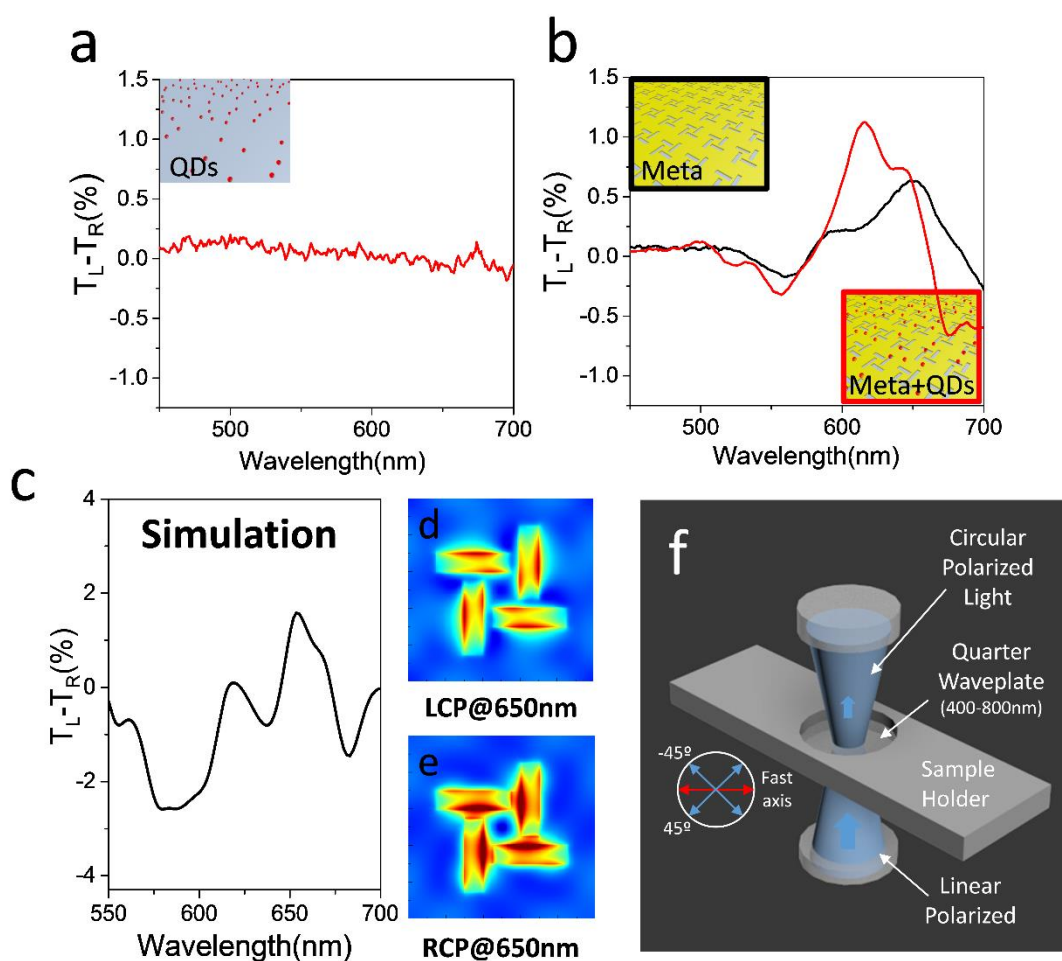 a
1.5
1.0
0.5
0.0
-0.5
-1.0
T_L-T_R(%)
QDs
500
600
700
Wavelength(nm)
b
1.5
1.0
0.5
0.0
-0.5
-1.0
T_L-T_R(%)
Meta
Meta+QDs
500
600
700
Wavelength(nm)
c
4
2
0
-2
-4
T_L-T_R(%)
Simulation
550
600
650
700
Wavelength(nm)
d
LCP@650nm
e
RCP@650nm
f
Circular
Polarized
Light
Quarter
Waveplate
(400-800nm)
Sample
Holder
-45º
Fast
axis
45º
Linear
Polarized